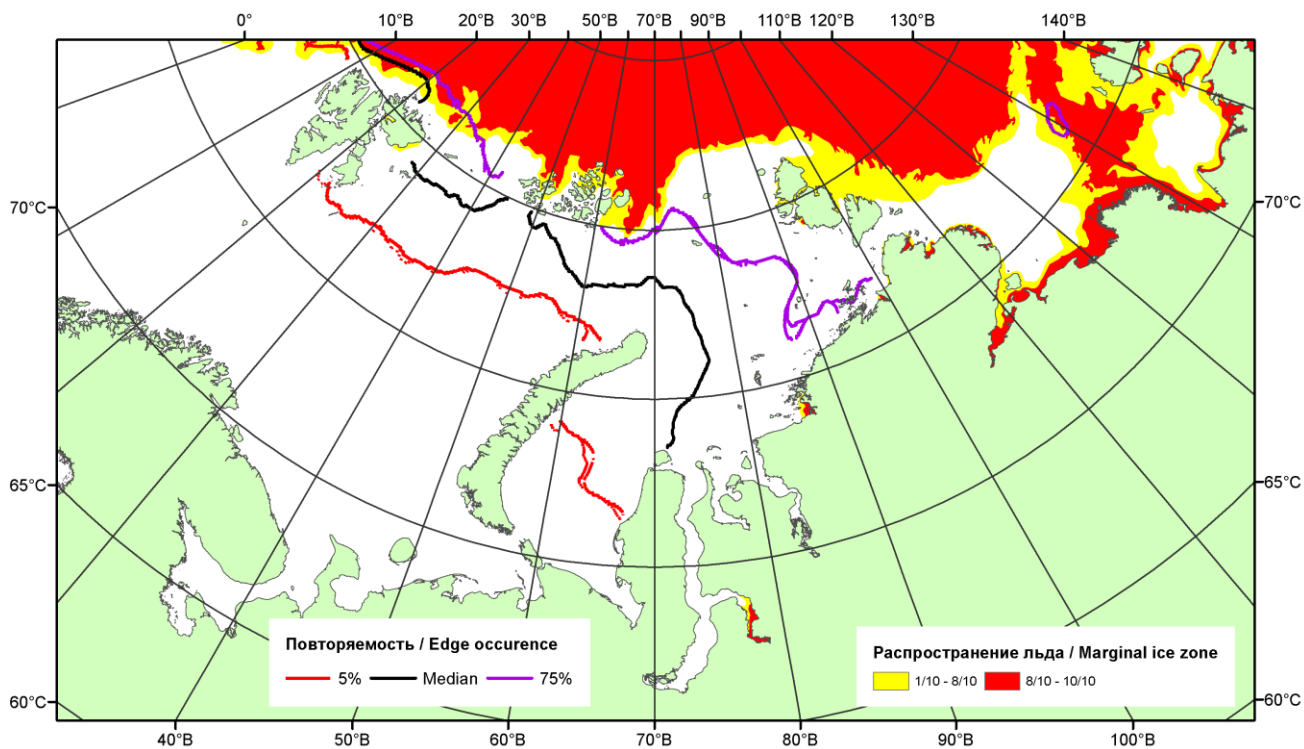 0° 10°B 20°B 30°B 50°B 70°B 90°B 110°B 120°B 130°B 140°B
70°C 70°C
65°C 65°C
60°C 60°C
Повторяемость / Edge occurence
5% Median 75%
Распространение льда / Marginal ice zone
1/10 - 8/10 8/10 - 10/10
40°B 50°B 60°B 70°B 80°B 90°B 100°B